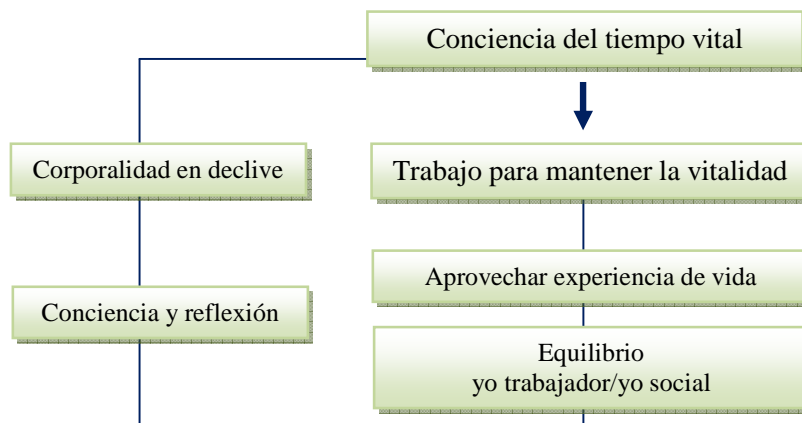 Conciencia del tiempo vital
Corporalidad en declive
Trabajo para mantener la vitalidad
Aprovechar experiencia de vida
Conciencia y reflexión
Equilibrio
yo trabajador/yo social